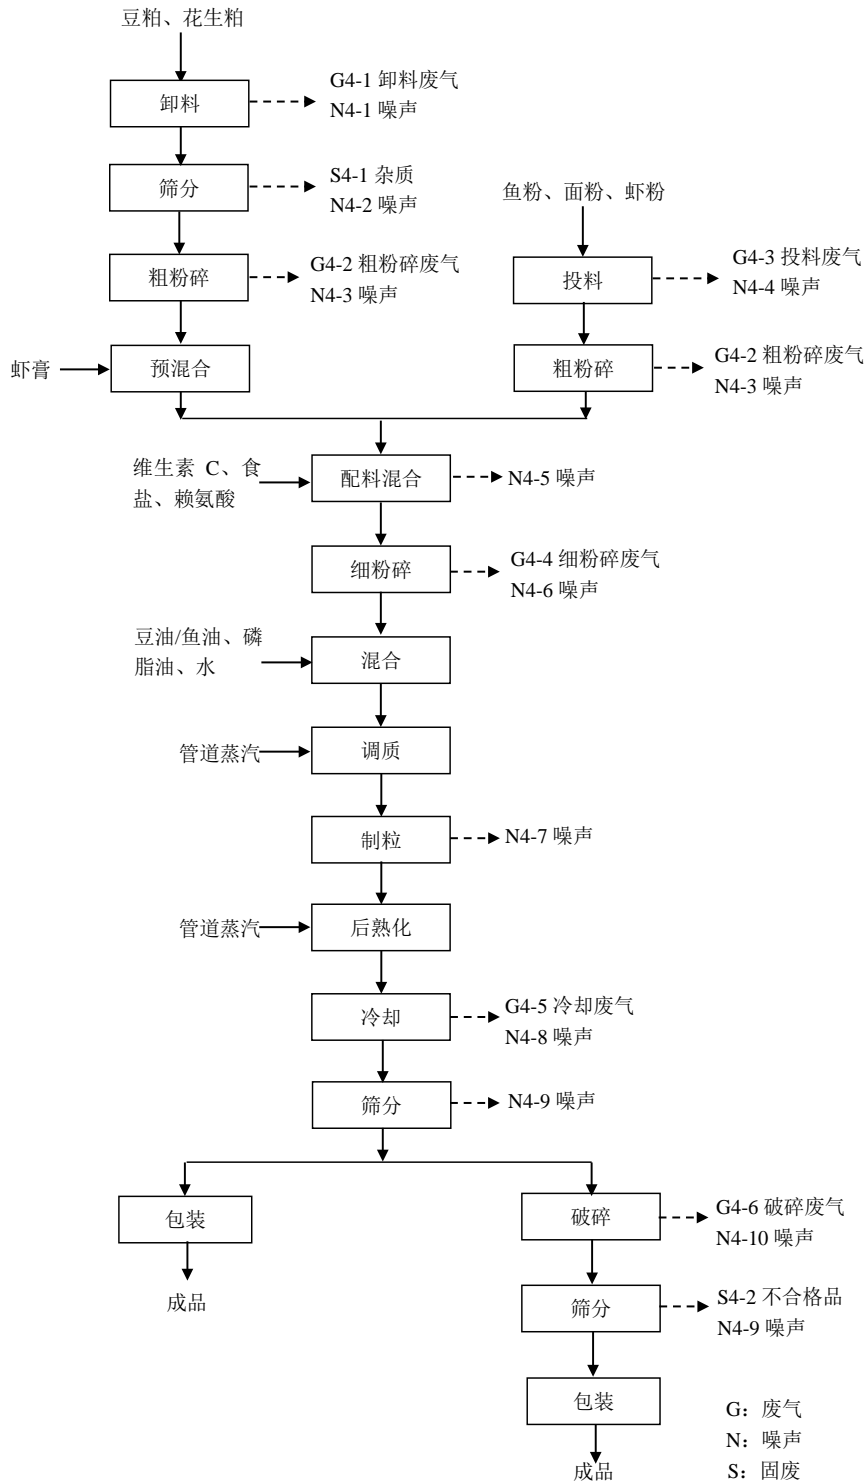 豆粕、花生粕
卸料
G4-1 卸料废气
N4-1 噪声
筛分
S4-1 杂质
N4-2 噪声
粗粉碎
G4-2 粗粉碎废气
N4-3 噪声
虾膏
预混合
鱼粉、面粉、虾粉
投料
G4-3 投料废气
N4-4 噪声
粗粉碎
G4-2 粗粉碎废气
N4-3 噪声
维生素 C、食
盐、赖氨酸
配料混合
N4-5 噪声
细粉碎
G4-4 细粉碎废气
N4-6 噪声
豆油/鱼油、磷
脂油、水
混合
管道蒸汽
调质
制粒
N4-7 噪声
管道蒸汽
后熟化
冷却
G4-5 冷却废气
N4-8 噪声
筛分
N4-9 噪声
包装
成品
破碎
G4-6 破碎废气
N4-10 噪声
筛分
S4-2 不合格品
N4-9 噪声
包装
成品
G：废气
N：噪声
S：固废